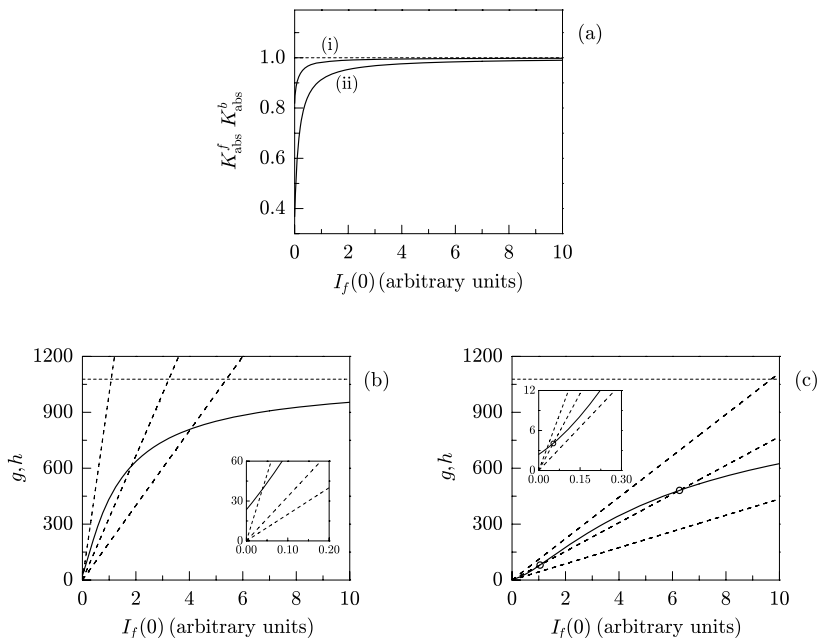 (a)
1.0
(i)
(ii)
0.8
0.6
0.4
K^f_abs K^b_abs
0 2 4 6 8 10
I_f(0) (arbitrary units)
(b)
1200
900
600
300
0
g, h
60
30
0
0.00 0.10 0.20
0 2 4 6 8 10
I_f(0) (arbitrary units)
(c)
1200
900
600
300
0
g, h
12
6
0
0.00 0.15 0.30
0 2 4 6 8 10
I_f(0) (arbitrary units)